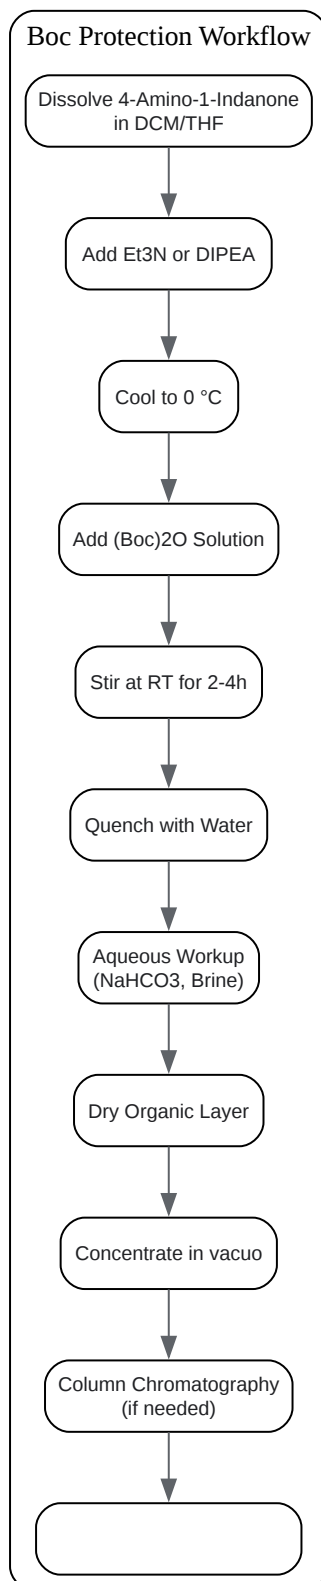 Boc Protection Workflow
Dissolve 4-Amino-1-Indanone
in DCM/THF
Add Et3N or DIPEA
Cool to 0 °C
Add (Boc)2O Solution
Stir at RT for 2-4h
Quench with Water
Aqueous Workup
(NaHCO3, Brine)
Dry Organic Layer
Concentrate in vacuo
Column Chromatography
(if needed)